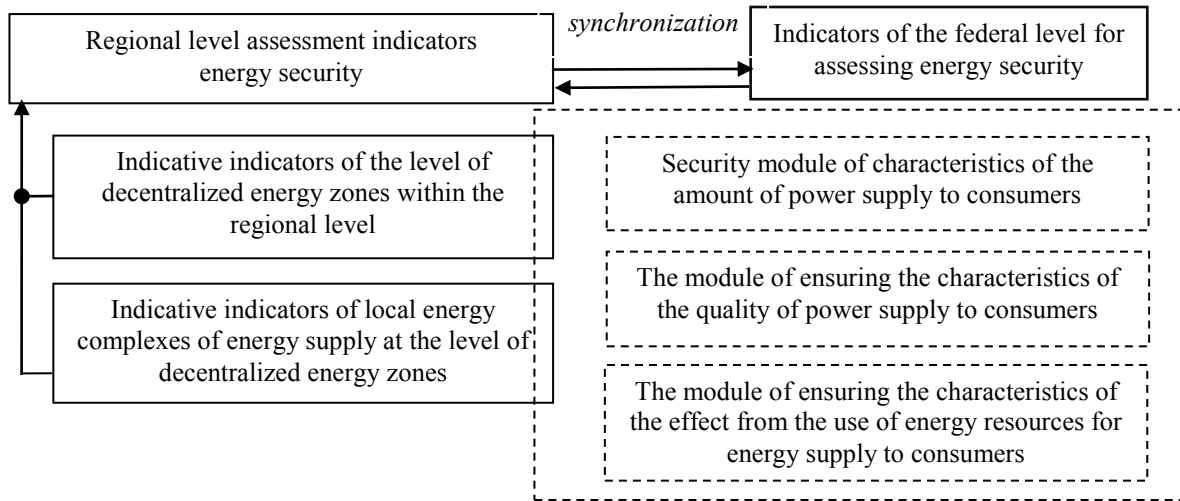 Regional level assessment indicators
energy security
synchronization
Indicators of the federal level for
assessing energy security
Indicative indicators of the level of
decentralized energy zones within the
regional level
Indicative indicators of local energy
complexes of energy supply at the level of
decentralized energy zones
Security module of characteristics of the
amount of power supply to consumers
The module of ensuring the characteristics of
the quality of power supply to consumers
The module of ensuring the characteristics of
the effect from the use of energy resources for
energy supply to consumers